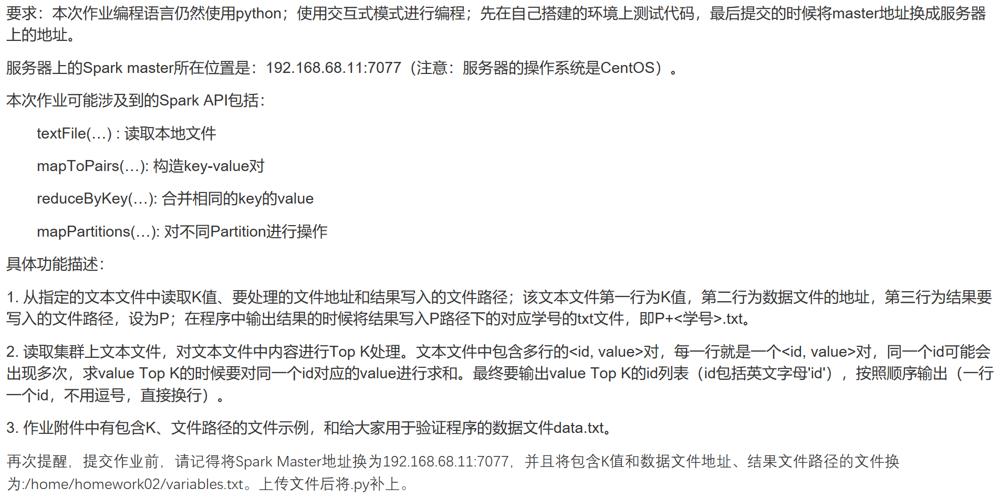 要求：本次作业编程语言仍然使用python；使用交互式模式进行编程；先在自己搭建的环境上测试代码，最后提交的时候将master地址换成服务器
上的地址。
服务器上的Spark master所在位置是：192.168.68.11:7077（注意：服务器的操作系统是CentOS）。
本次作业可能涉及到的Spark API包括：
textFile(…) : 读取本地文件
mapToPairs(…): 构造key-value对
reduceByKey(…): 合并相同的key的value
mapPartitions(…): 对不同Partition进行操作
具体功能描述：
1. 从指定的文本文件中读取K值、要处理的文件地址和结果写入的文件路径；该文本文件第一行为K值，第二行为数据文件的地址，第三行为结果要
写入的文件路径，设为P；在程序中输出结果的时候将结果写入P路径下的对应学号的txt文件，即P+<学号>.txt。
2. 读取集群上文本文件，对文本文件中内容进行Top K处理。文本文件中包含多行的<id, value>对，每一行就是一个<id, value>对，同一个id可能会
出现多次，求value Top K的时候要对同一个id对应的value进行求和。最终要输出value Top K的id列表（id包括英文字母'id'），按照顺序输出（一行
一个id，不用逗号，直接换行）。
3. 作业附件中有包含K、文件路径的文件示例，和给大家用于验证程序的数据文件data.txt。
再次提醒，提交作业前，请记得将Spark Master地址换为192.168.68.11:7077，并且将包含K值和数据文件地址、结果文件路径的文件换
为:/home/homework02/variables.txt。上传文件后将.py补上。